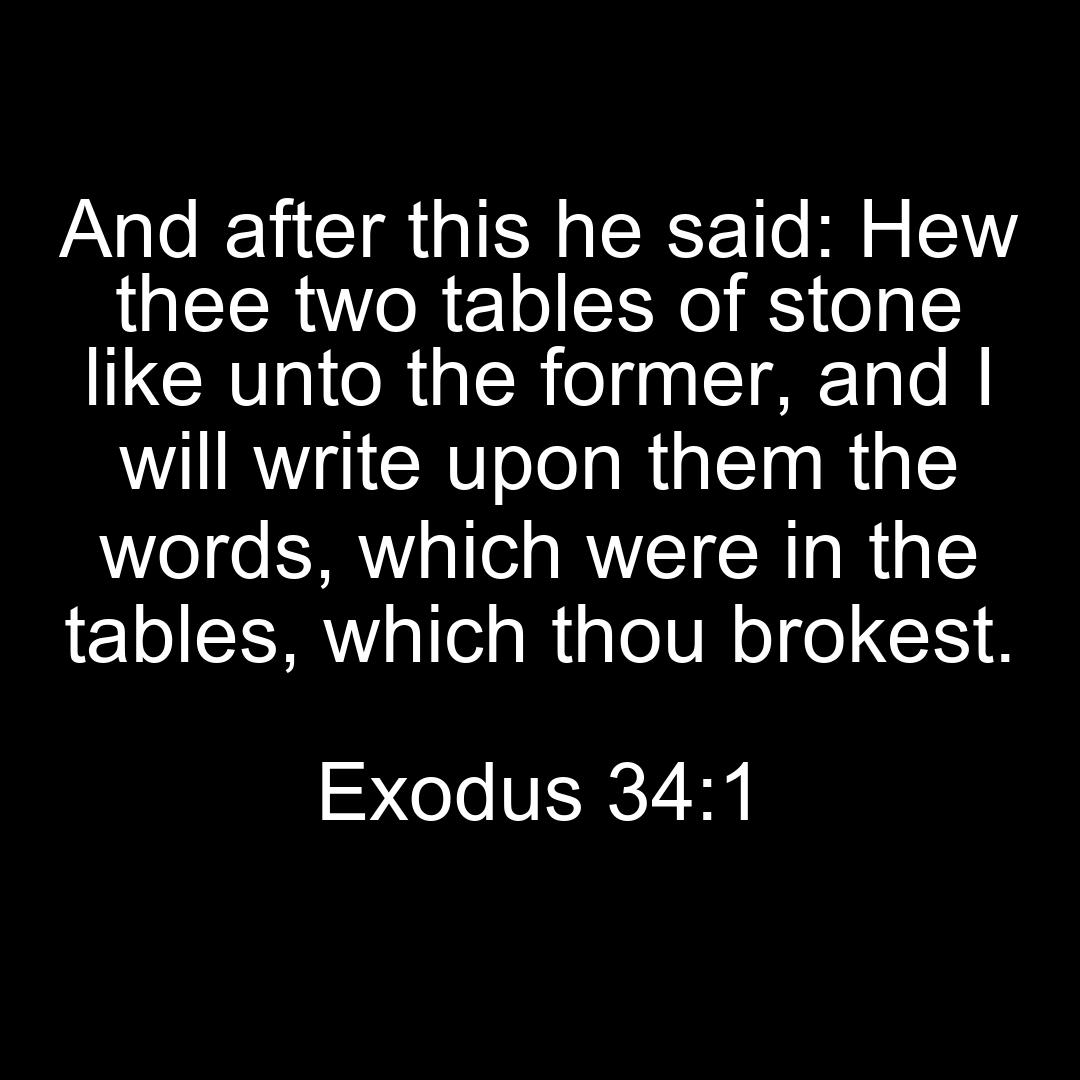 And after this he said: Hew
thee two tables of stone
like unto the former, and I
will write upon them the
words, which were in the
tables, which thou brokest.
Exodus 34:1